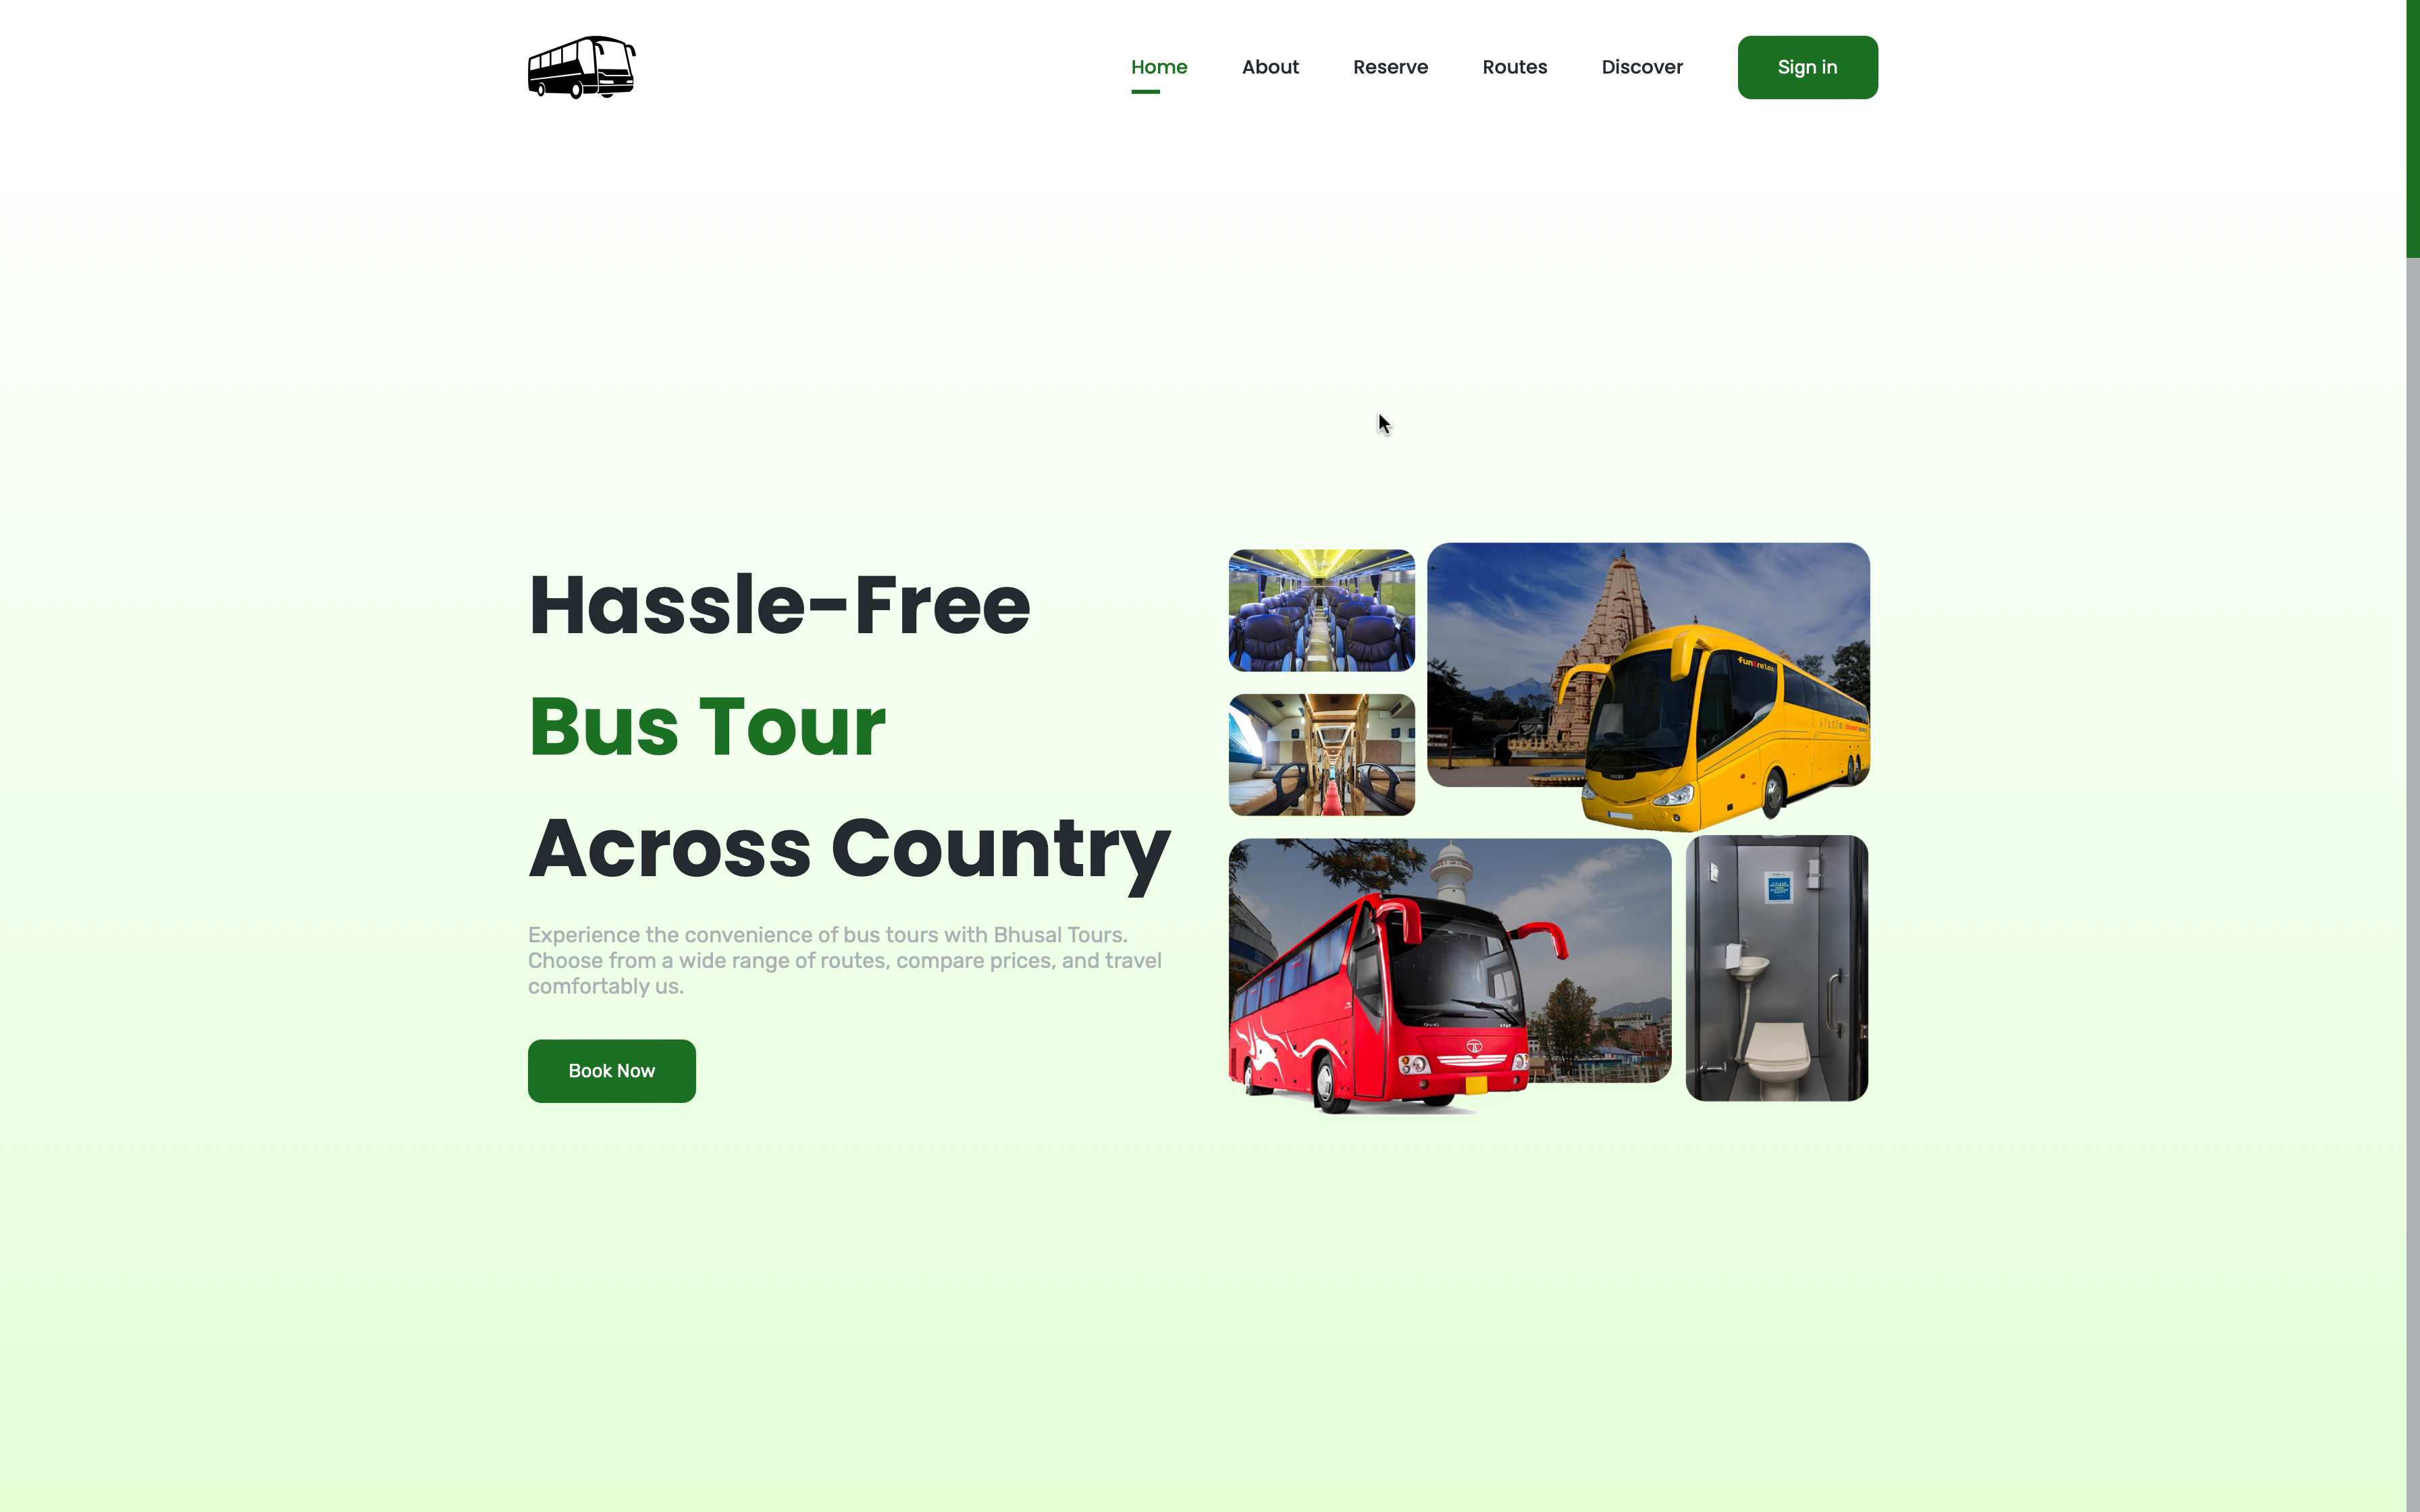 Home About Reserve Routes Discover Sign in
Hassle-Free
Bus Tour
Across Country
Experience the convenience of bus tours with Bhusal Tours.
Choose from a wide range of routes, compare prices, and travel
comfortably us.
Book Now